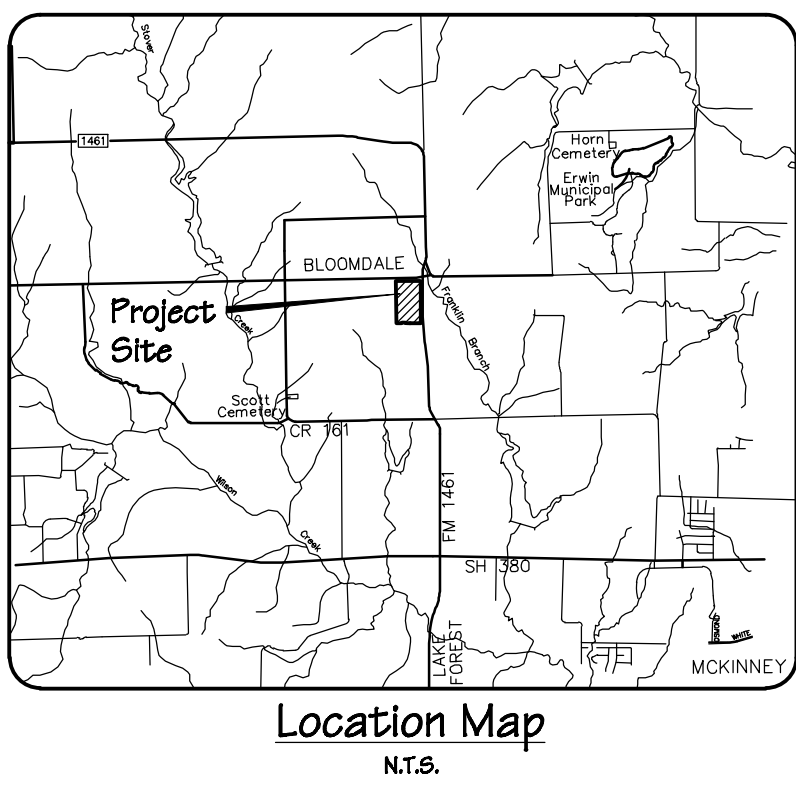 Stover
1461
Horn
Cemetery
Erwin
Municipal
Park
BLOOMDALE
Project
Site
Creek
Franklin Branch
Scott
Cemetery
CR 161
Wilson
Creek
FM 1461
SH 380
LAKE
FOREST
DSMOND
WHITE
MCKINNEY
Location Map
N.T.S.